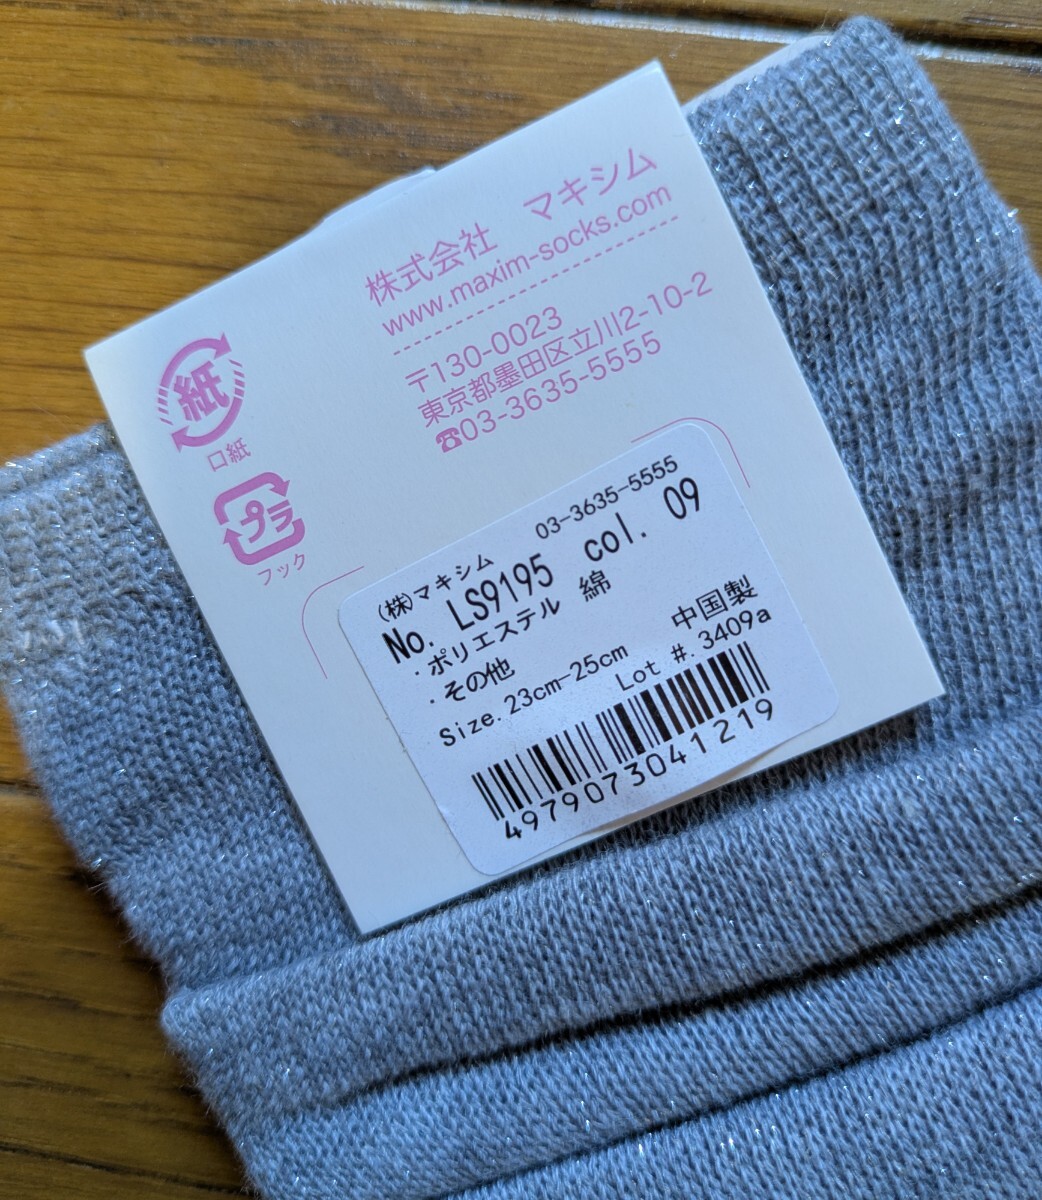 株式会社 マキシム
www.maxim-socks.com
〒130-0023
東京都墨田区立川2-10-2
☎03-3635-5555
紙
口紙
プラ
フック
(株)マキシム 03-3635-5555
No. LS9195 col. 09
・ポリエステル 綿
・その他 中国製
Size. 23cm-25cm Lot #. 3409a
4979073041219